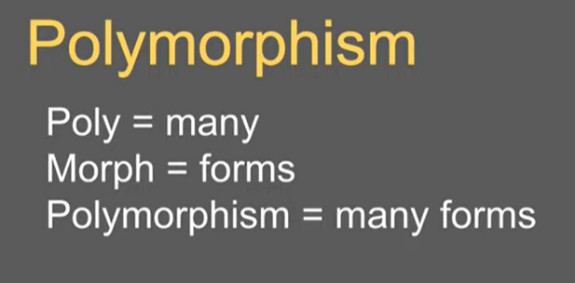 Polymorphism
Poly = many
Morph = forms
Polymorphism = many forms